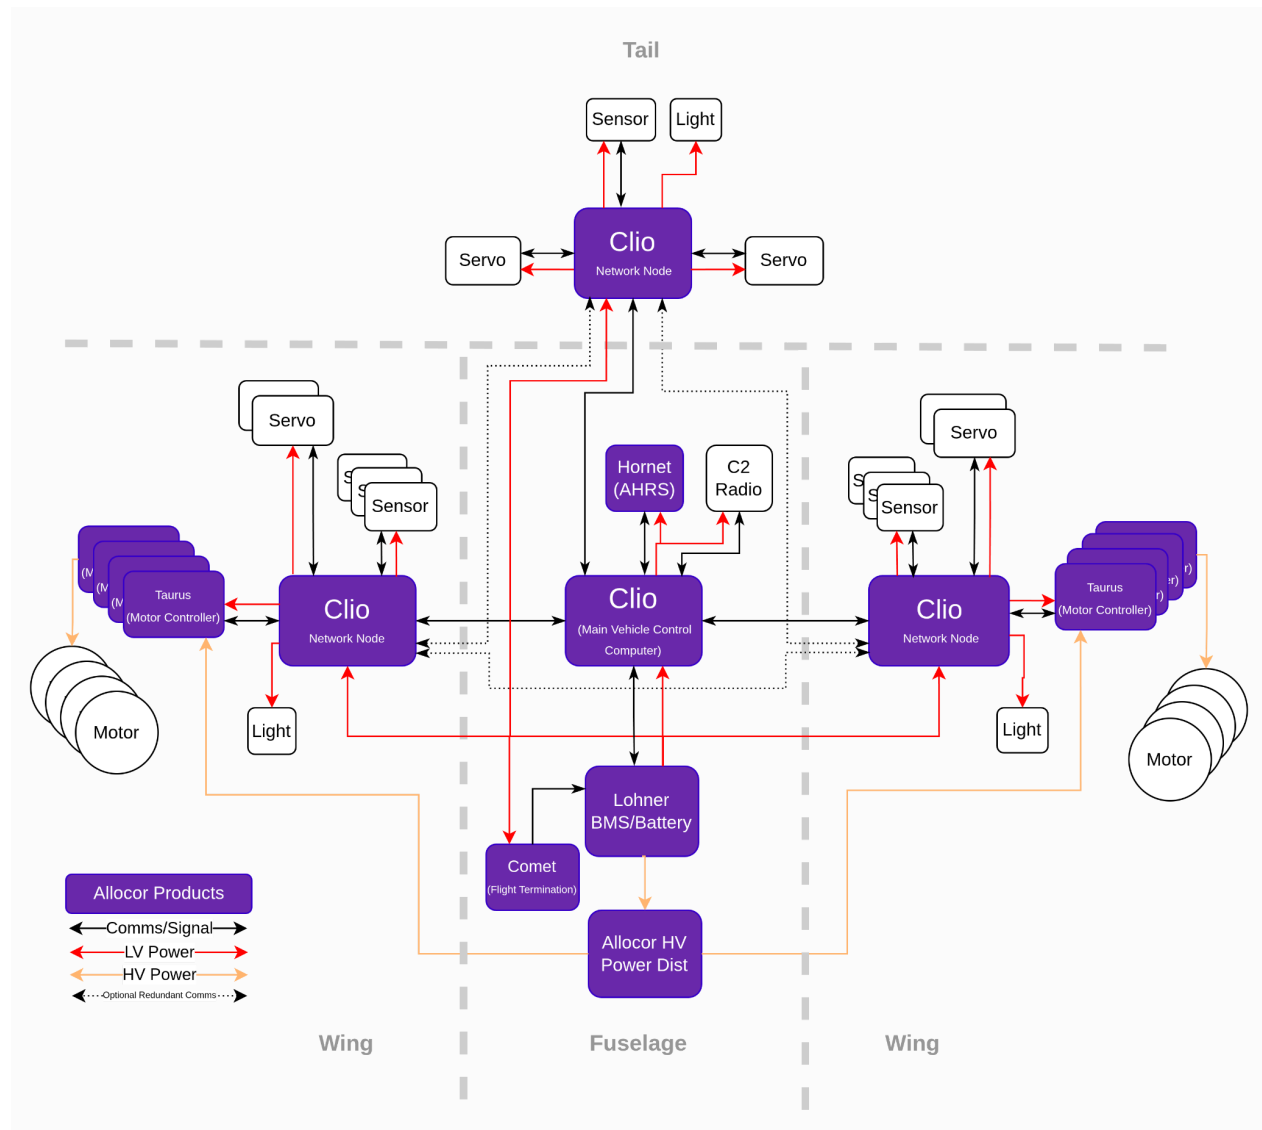 Tail
Sensor
Light
Clio
Network Node
Servo
Servo
Servo
S
S
Sensor
Hornet
(AHRS)
C2
Radio
Servo
S
S
Sensor
(M
(M
(M
Taurus
(Motor Controller)
Clio
Network Node
Clio
(Main Vehicle Control
Computer)
Clio
Network Node
r)
r)
r)
Taurus
(Motor Controller)
Motor
Light
Light
Motor
Lohner
BMS/Battery
Comet
(Flight Termination)
Allocor HV
Power Dist
Allocor Products
Comms/Signal
LV Power
HV Power
Optional Redundant Comms
Wing
Fuselage
Wing